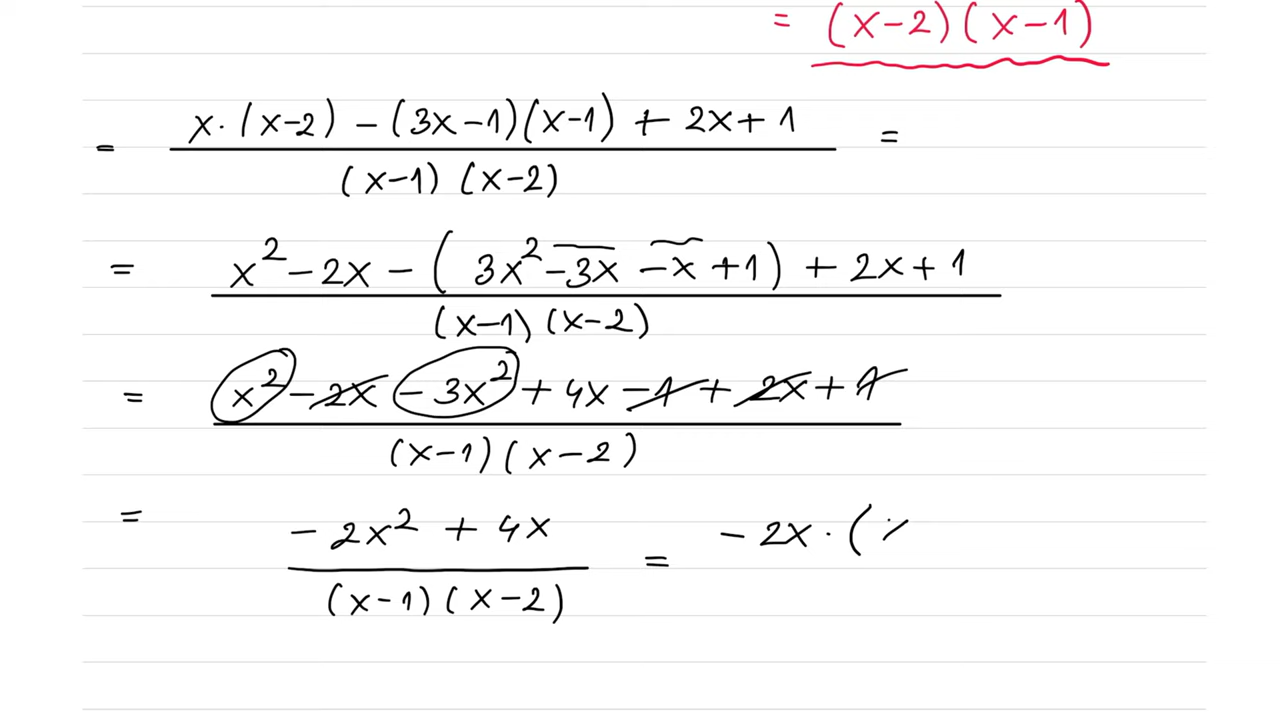 = (x-2)(x-1)
= x·(x-2) - (3x-1)(x-1) + 2x+1 =
(x-1)(x-2)
= x² - 2x - (3x² - 3x - x + 1) + 2x + 1
(x-1)(x-2)
= x² - 2x - 3x² + 4x - 1 + 2x + 1
(x-1)(x-2)
= -2x² + 4x = -2x·(x
(x-1)(x-2)